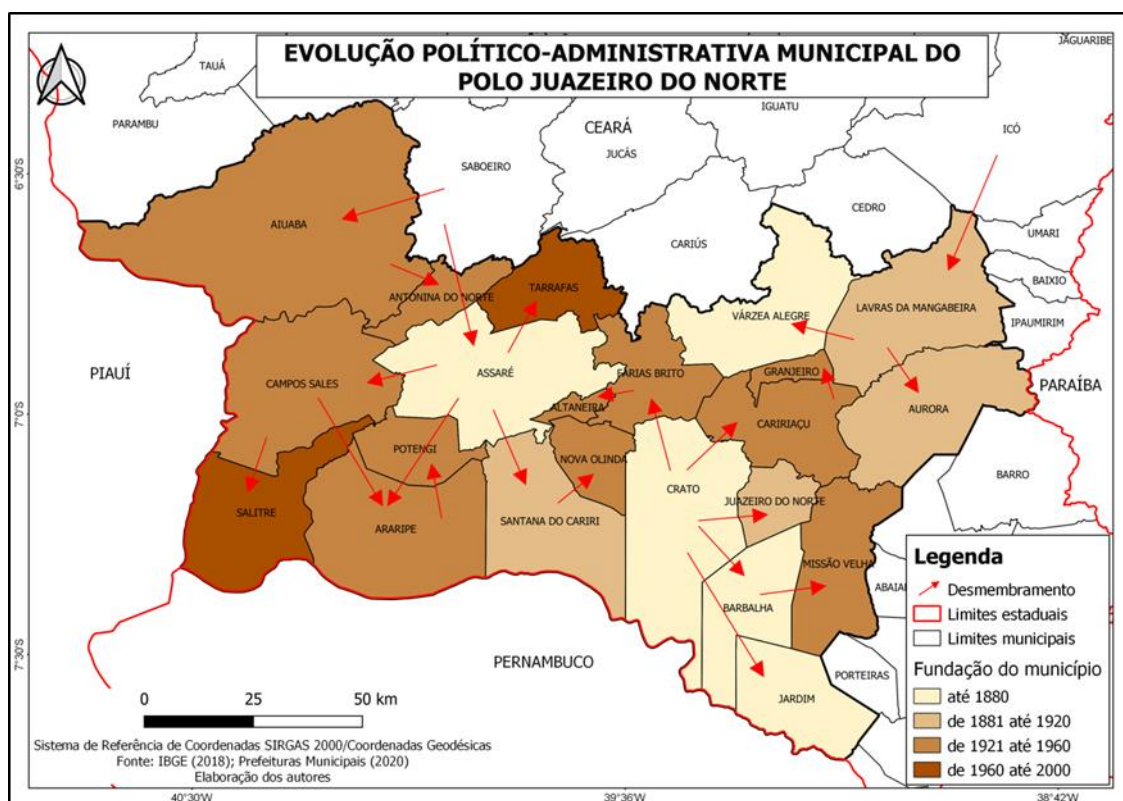 EVOLUÇÃO POLÍTICO-ADMINISTRATIVA MUNICIPAL DO
POLO JUAZEIRO DO NORTE
JAGUARIBE
TAUÁ
PARAMBU
IGUATU
CEARÁ
JUCÁS
ICÓ
SABOEIRO
6°30'S
CEDRO
AIUABA
CARIÚS
UMARI
BAIXIO
TARRAFAS
ANTONINA DO NORTE
LAVRAS DA MANGABEIRA
VÁRZEA ALEGRE
IPAUMIRIM
PIAUÍ
ASSARÉ
FARIAS BRITO
GRANJEIRO
CAMPOS SALES
PARAÍBA
ALTANEIRA
AURORA
7°0'S
CARIRIAÇU
POTENGI
NOVA OLINDA
BARRO
CRATO
JUAZEIRO DO NORTE
SALITRE
ARARIPE
SANTANA DO CARIRI
MISSÃO VELHA
ABAIA
BARBALHA
PERNAMBUCO
7°30'S
PORTEIRAS
JARDIM
Legenda
Desmembramento
Limites estaduais
Limites municipais
Fundação do município
até 1880
de 1881 até 1920
de 1921 até 1960
de 1960 até 2000
0 25 50 km
Sistema de Referência de Coordenadas SIRGAS 2000/Coordenadas Geodésicas
Fonte: IBGE (2018); Prefeituras Municipais (2020)
Elaboração dos autores
40°30'W 39°36'W 38°42'W